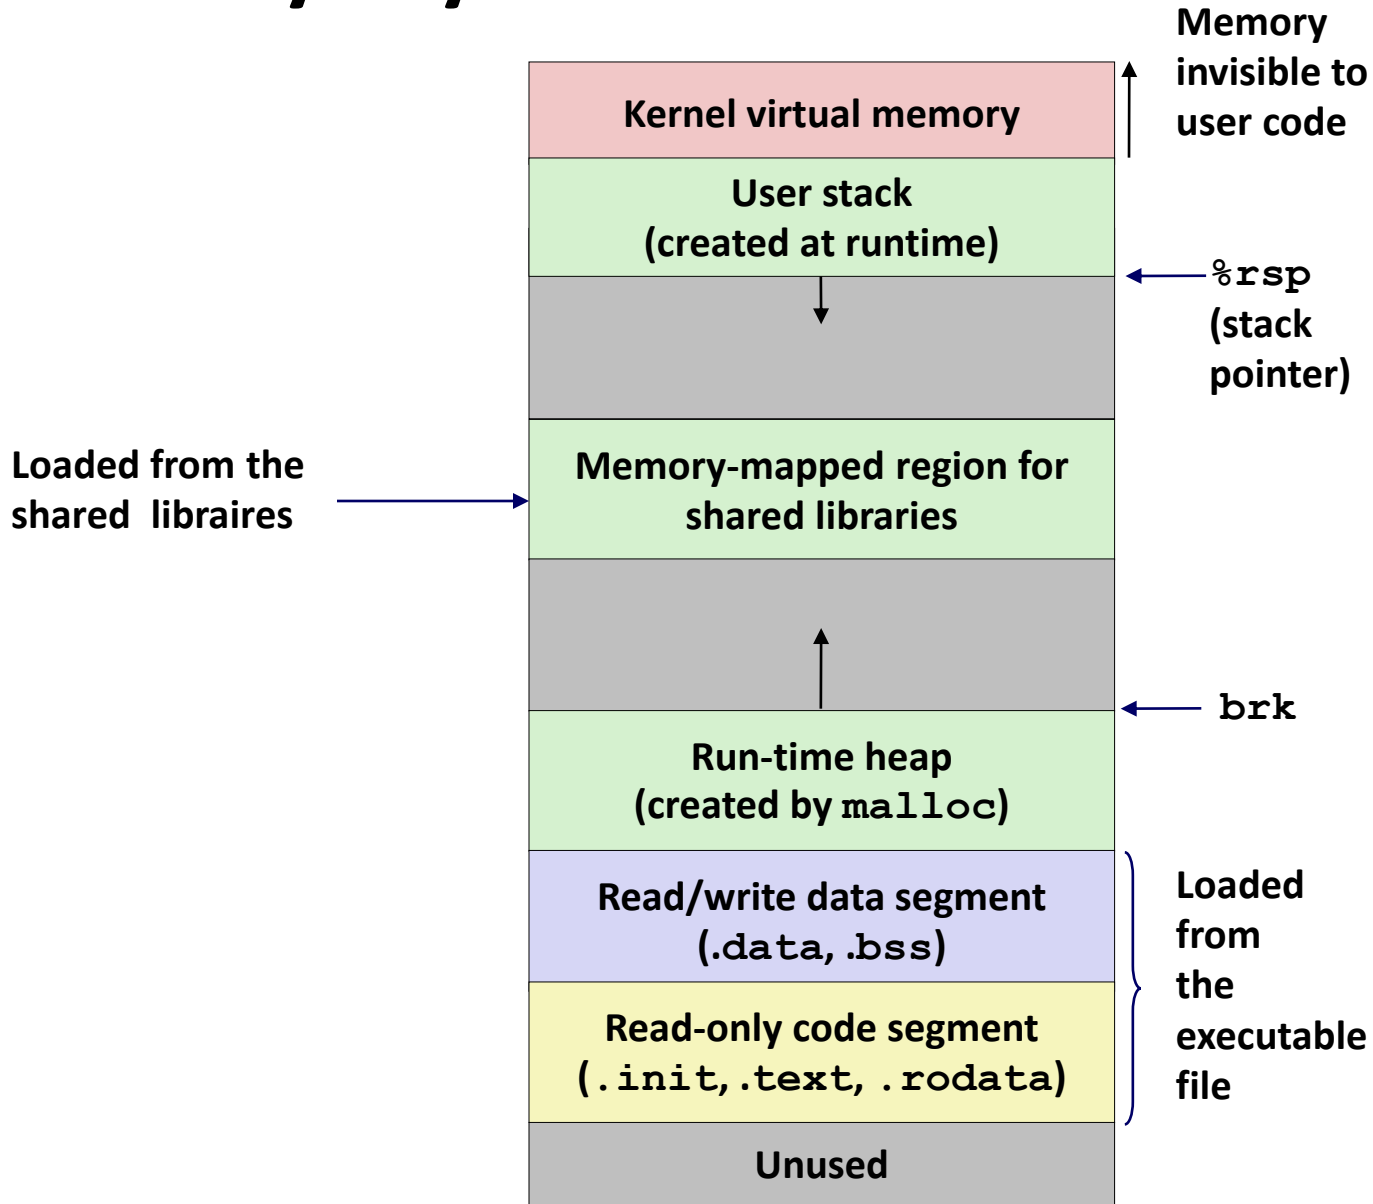 Memory
invisible to
user code
Kernel virtual memory
User stack
(created at runtime)
%rsp
(stack
pointer)
Loaded from the
shared  libraires
Memory-mapped region for
shared libraries
brk
Run-time heap
(created by malloc)
Read/write data segment
(.data, .bss)
Loaded
from
the
executable
file
Read-only code segment
(.init, .text, .rodata)
Unused